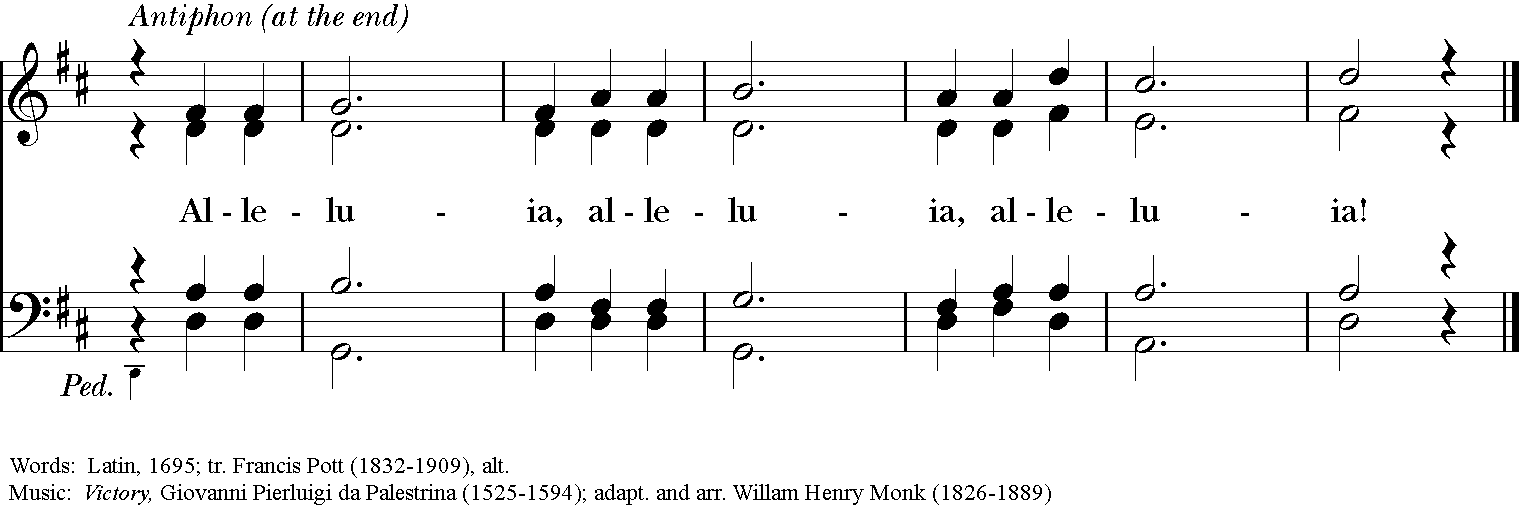 Antiphon (at the end)
Al - le - lu - ia, al - le - lu - ia, al - le - lu - ia!
Ped.
Words: Latin, 1695; tr. Francis Pott (1832-1909), alt.
Music: Victory, Giovanni Pierluigi da Palestrina (1525-1594); adapt. and arr. Willam Henry Monk (1826-1889)